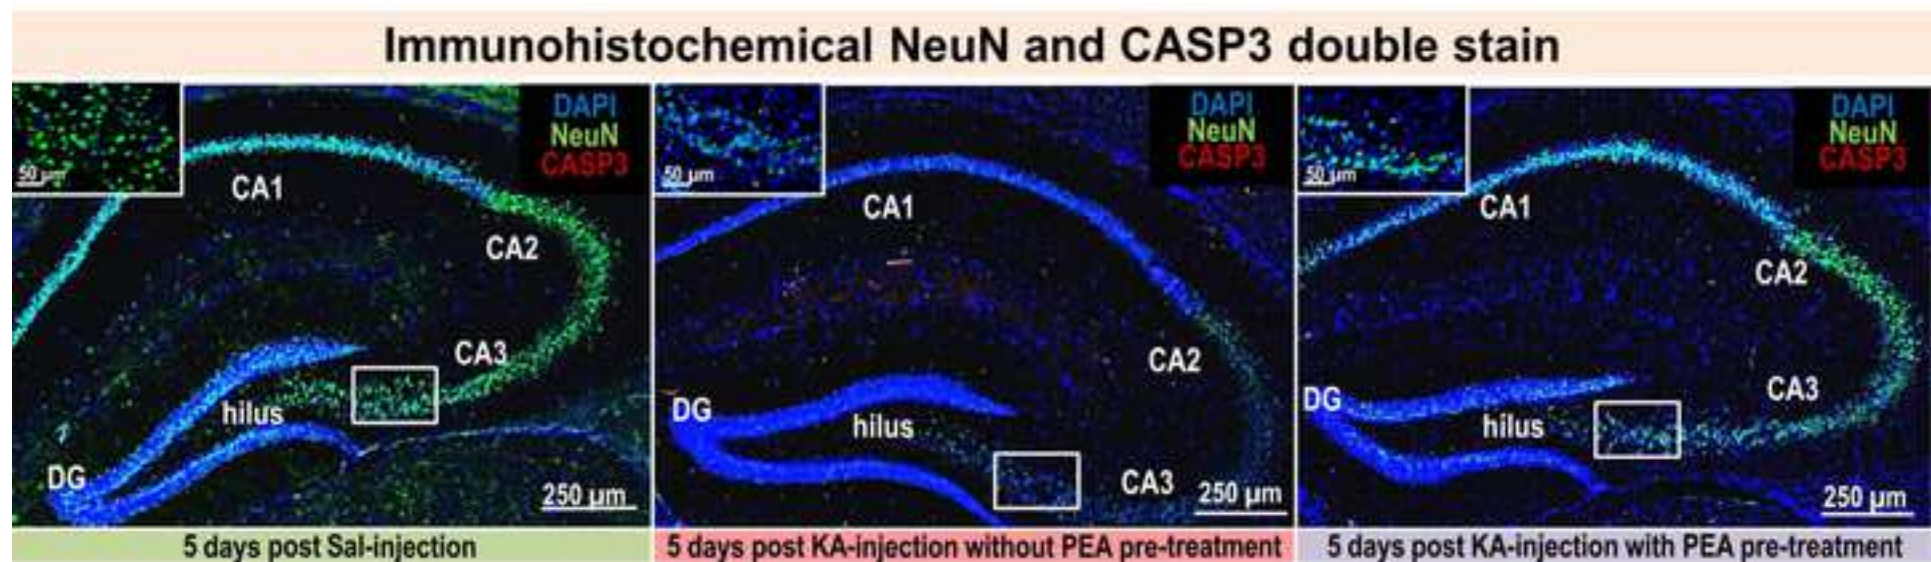 Immunohistochemical NeuN and CASP3 double stain
50 µm
DAPI
NeuN
CASP3
CA1
CA2
CA3
hilus
DG
250 µm
5 days post Sal-injection
50 µm
DAPI
NeuN
CASP3
CA1
CA2
DG
hilus
CA3
250 µm
5 days post KA-injection without PEA pre-treatment
50 µm
DAPI
NeuN
CASP3
CA1
CA2
CA3
DG
hilus
250 µm
5 days post KA-injection with PEA pre-treatment